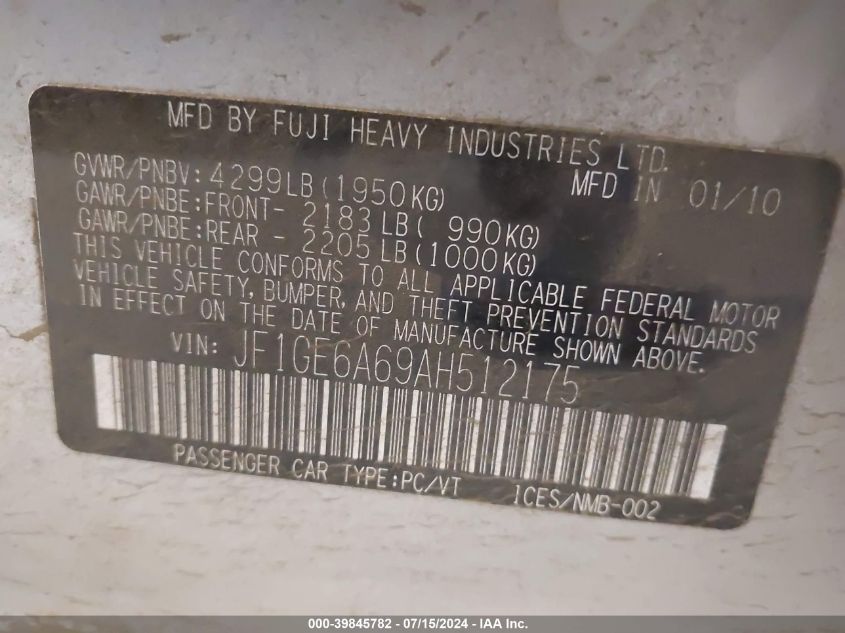 MFD BY FUJI HEAVY INDUSTRIES LTD.
MFD IN 01/10
GVWR/PNBV: 4299LB(1950KG)
GAWR/PNBE:FRONT- 2183LB( 990KG)
GAWR/PNBE:REAR - 2205LB(1000KG)
THIS VEHICLE CONFORMS TO ALL APPLICABLE FEDERAL MOTOR
VEHICLE SAFETY, BUMPER, AND THEFT PREVENTION STANDARDS
IN EFFECT ON THE DATE OF MANUFACTURE SHOWN ABOVE.
VIN: JF1GE6A69AH512175
PASSENGER CAR TYPE:PC/VT ICES/NMB-002
000-39845782 - 07/15/2024 - IAA Inc.